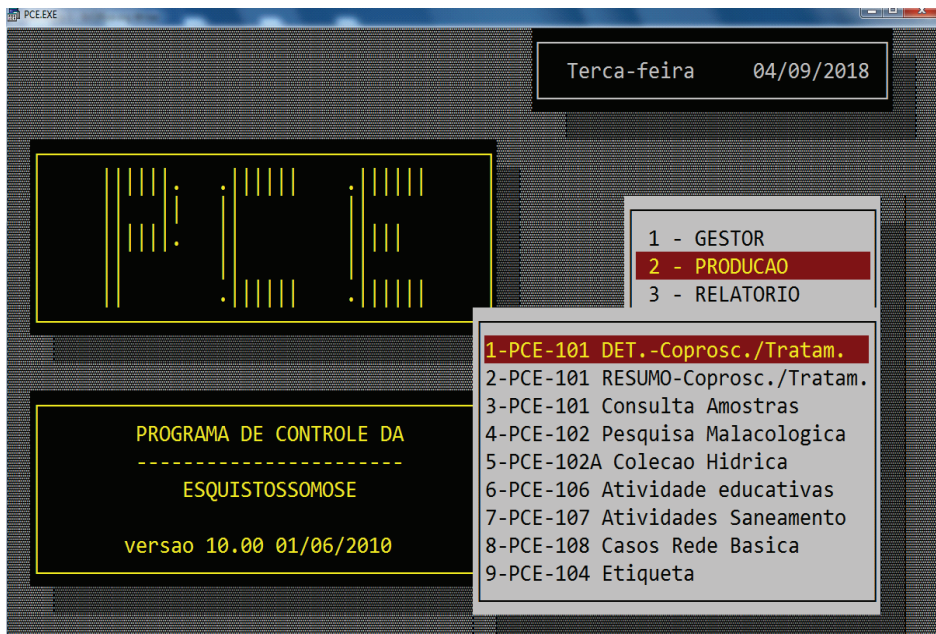 PCE.EXE
Terca-feira 04/09/2018
PCE
1 - GESTOR
2 - PRODUCAO
3 - RELATORIO
1-PCE-101 DET.-Coprosc./Tratam.
2-PCE-101 RESUMO-Coprosc./Tratam.
3-PCE-101 Consulta Amostras
4-PCE-102 Pesquisa Malacologica
5-PCE-102A Colecao Hidrica
6-PCE-106 Atividade educativas
7-PCE-107 Atividades Saneamento
8-PCE-108 Casos Rede Basica
9-PCE-104 Etiqueta
PROGRAMA DE CONTROLE DA
-----------------------
ESQUISTOSSOMOSE
versao 10.00 01/06/2010